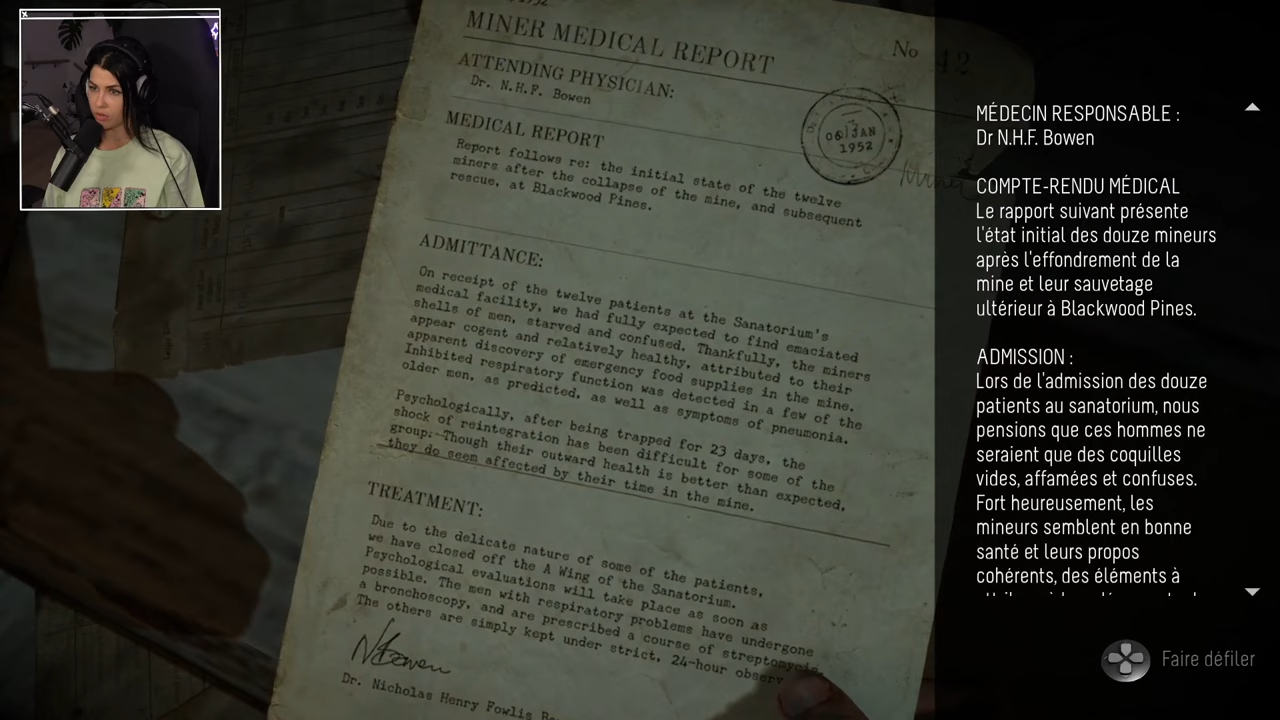 1952
MINER MEDICAL REPORT
No 42
ATTENDING PHYSICIAN:
Dr. N.H.F. Bowen
06 JAN
1952
MEDICAL REPORT
Report follows re: the initial state of the twelve
miners after the collapse of the mine, and subsequent
rescue, at Blackwood Pines.
ADMITTANCE:
On receipt of the twelve patients at the Sanatorium's
medical facility, we had fully expected to find emaciated
shells of men, starved and confused. Thankfully, the miners
appear cogent and relatively healthy, attributed to their
apparent discovery of emergency food supplies in the mine.
Inhibited respiratory function was detected in a few of the
older men, as predicted, as well as symptoms of pneumonia.
Psychologically, after being trapped for 23 days, the
shock of reintegration has been difficult for some of the
group. Though their outward health is better than expected,
they do seem affected by their time in the mine.
TREATMENT:
Due to the delicate nature of some of the patients,
we have closed off the A Wing of the Sanatorium.
Psychological evaluations will take place as soon as
possible. The men with respiratory problems have undergone
a bronchoscopy, and are prescribed a course of streptomycin.
The others are simply kept under strict, 24-hour observ
NBowen
Dr. Nicholas Henry Fowlis Bo
MÉDECIN RESPONSABLE :
Dr N.H.F. Bowen
COMPTE-RENDU MÉDICAL
Le rapport suivant présente
l'état initial des douze mineurs
après l'effondrement de la
mine et leur sauvetage
ultérieur à Blackwood Pines.
ADMISSION :
Lors de l'admission des douze
patients au sanatorium, nous
pensions que ces hommes ne
seraient que des coquilles
vides, affamées et confuses.
Fort heureusement, les
mineurs semblent en bonne
santé et leurs propos
cohérents, des éléments à
Faire défiler